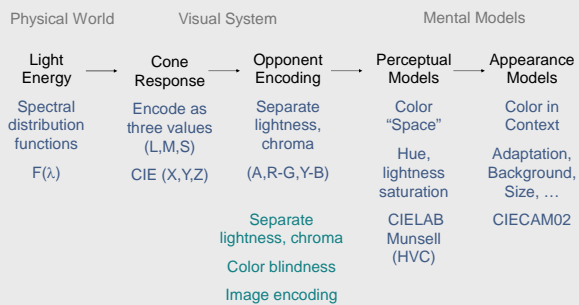 Physical World
Visual System
Mental Models
Light
Energy
Cone
Response
Opponent
Encoding
Perceptual
Models
Appearance
Models
Spectral
distribution
functions
F(λ)
Encode as
three values
(L,M,S)
CIE (X,Y,Z)
Separate
lightness,
chroma
(A,R-G,Y-B)
Color
“Space”
Hue,
lightness
saturation
CIELAB
Munsell
(HVC)
Color in
Context
Adaptation,
Background,
Size, …
CIECAM02
Separate
lightness, chroma
Color blindness
Image encoding